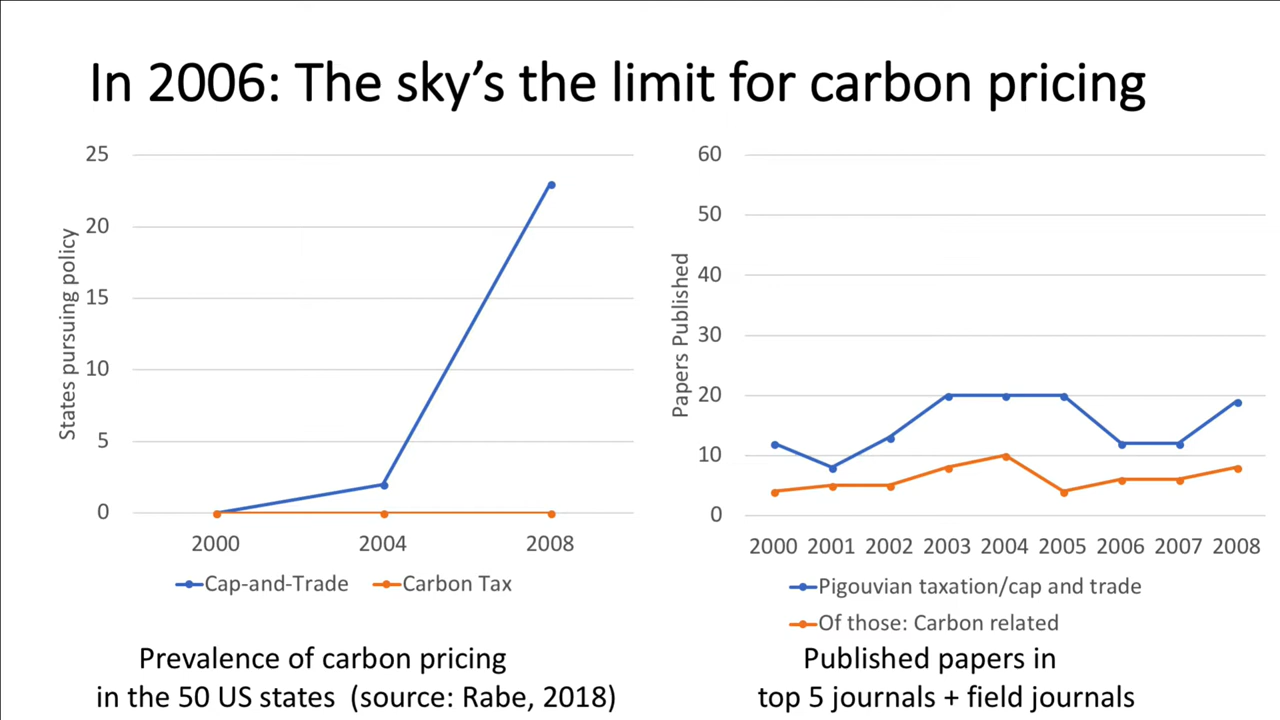 In 2006: The sky's the limit for carbon pricing
25
20
15
10
5
0
States pursuing policy
2000 2004 2008
Cap-and-Trade Carbon Tax
Prevalence of carbon pricing
in the 50 US states (source: Rabe, 2018)
60
50
40
30
20
10
0
Papers Published
2000 2001 2002 2003 2004 2005 2006 2007 2008
Pigouvian taxation/cap and trade
Of those: Carbon related
Published papers in
top 5 journals + field journals